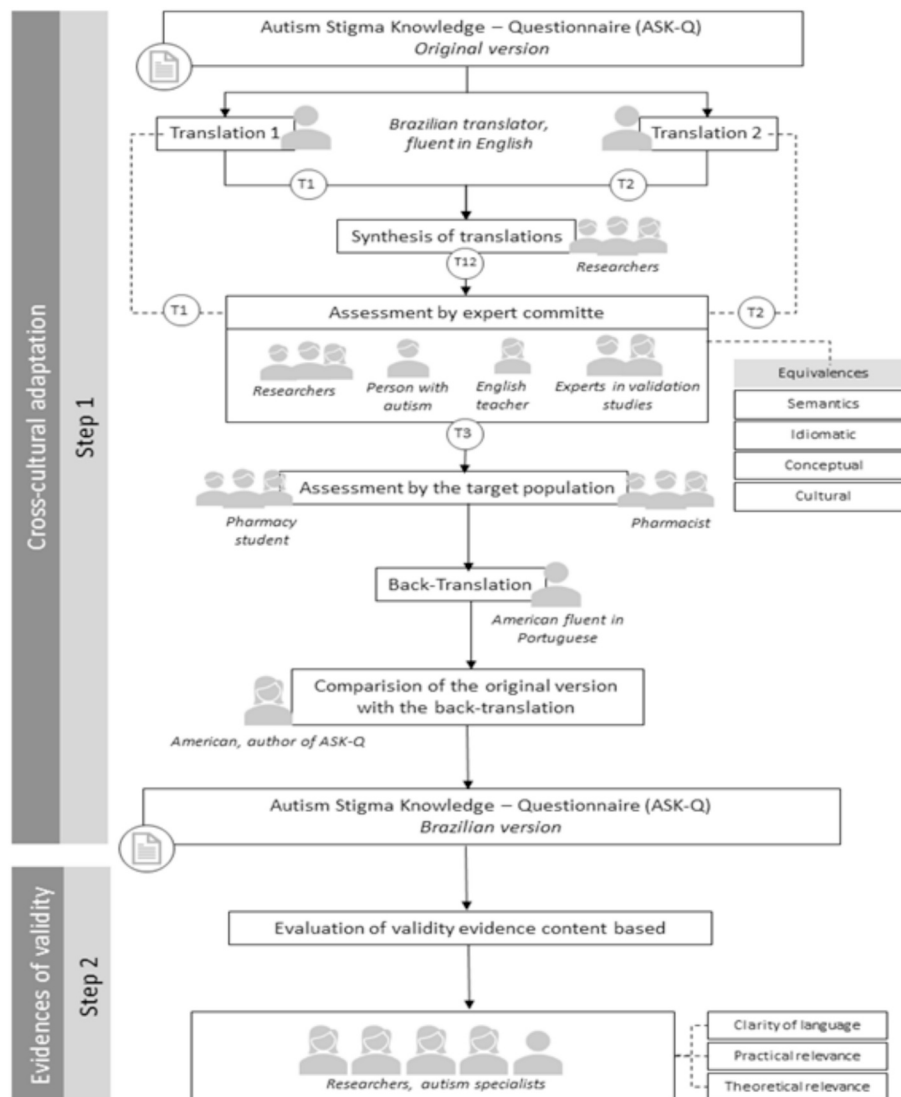 Cross-cultural adaptation
Step 1
Autism Stigma Knowledge – Questionnaire (ASK-Q)
Original version
Translation 1
Brazilian translator,
fluent in English
Translation 2
T1
T2
Synthesis of translations
Researchers
T12
T1
Assessment by expert committe
T2
Researchers
Person with
autism
English
teacher
Experts in validation
studies
Equivalences
Semantics
Idiomatic
Conceptual
Cultural
T3
Assessment by the target population
Pharmacy
student
Pharmacist
Back-Translation
American fluent in
Portuguese
Comparision of the original version
with the back-translation
American, author of ASK-Q
Autism Stigma Knowledge – Questionnaire (ASK-Q)
Brazilian version
Evidences of validity
Step 2
Evaluation of validity evidence content based
Researchers, autism specialists
Clarity of language
Practical relevance
Theoretical relevance